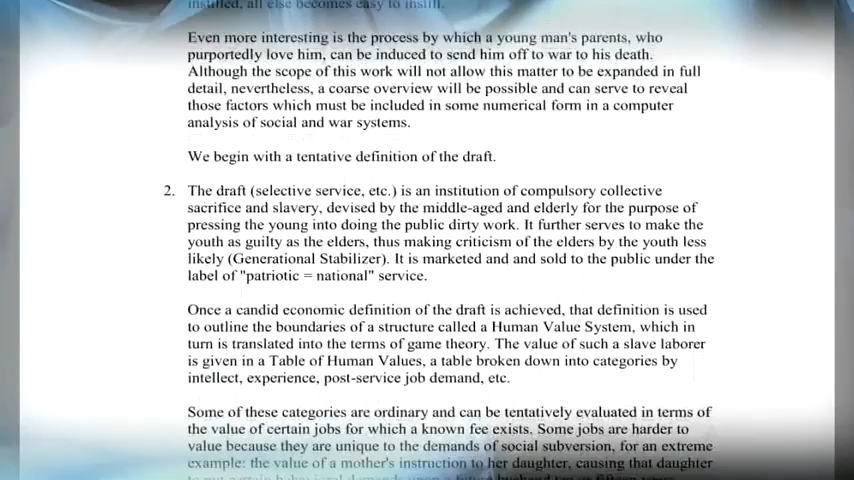 instilled, all else becomes easy to instill.
Even more interesting is the process by which a young man's parents, who
purportedly love him, can be induced to send him off to war to his death.
Although the scope of this work will not allow this matter to be expanded in full
detail, nevertheless, a coarse overview will be possible and can serve to reveal
those factors which must be included in some numerical form in a computer
analysis of social and war systems.
We begin with a tentative definition of the draft.
2. The draft (selective service, etc.) is an institution of compulsory collective
sacrifice and slavery, devised by the middle-aged and elderly for the purpose of
pressing the young into doing the public dirty work. It further serves to make the
youth as guilty as the elders, thus making criticism of the elders by the youth less
likely (Generational Stabilizer). It is marketed and and sold to the public under the
label of "patriotic = national" service.
Once a candid economic definition of the draft is achieved, that definition is used
to outline the boundaries of a structure called a Human Value System, which in
turn is translated into the terms of game theory. The value of such a slave laborer
is given in a Table of Human Values, a table broken down into categories by
intellect, experience, post-service job demand, etc.
Some of these categories are ordinary and can be tentatively evaluated in terms of
the value of certain jobs for which a known fee exists. Some jobs are harder to
value because they are unique to the demands of social subversion, for an extreme
example: the value of a mother's instruction to her daughter, causing that daughter